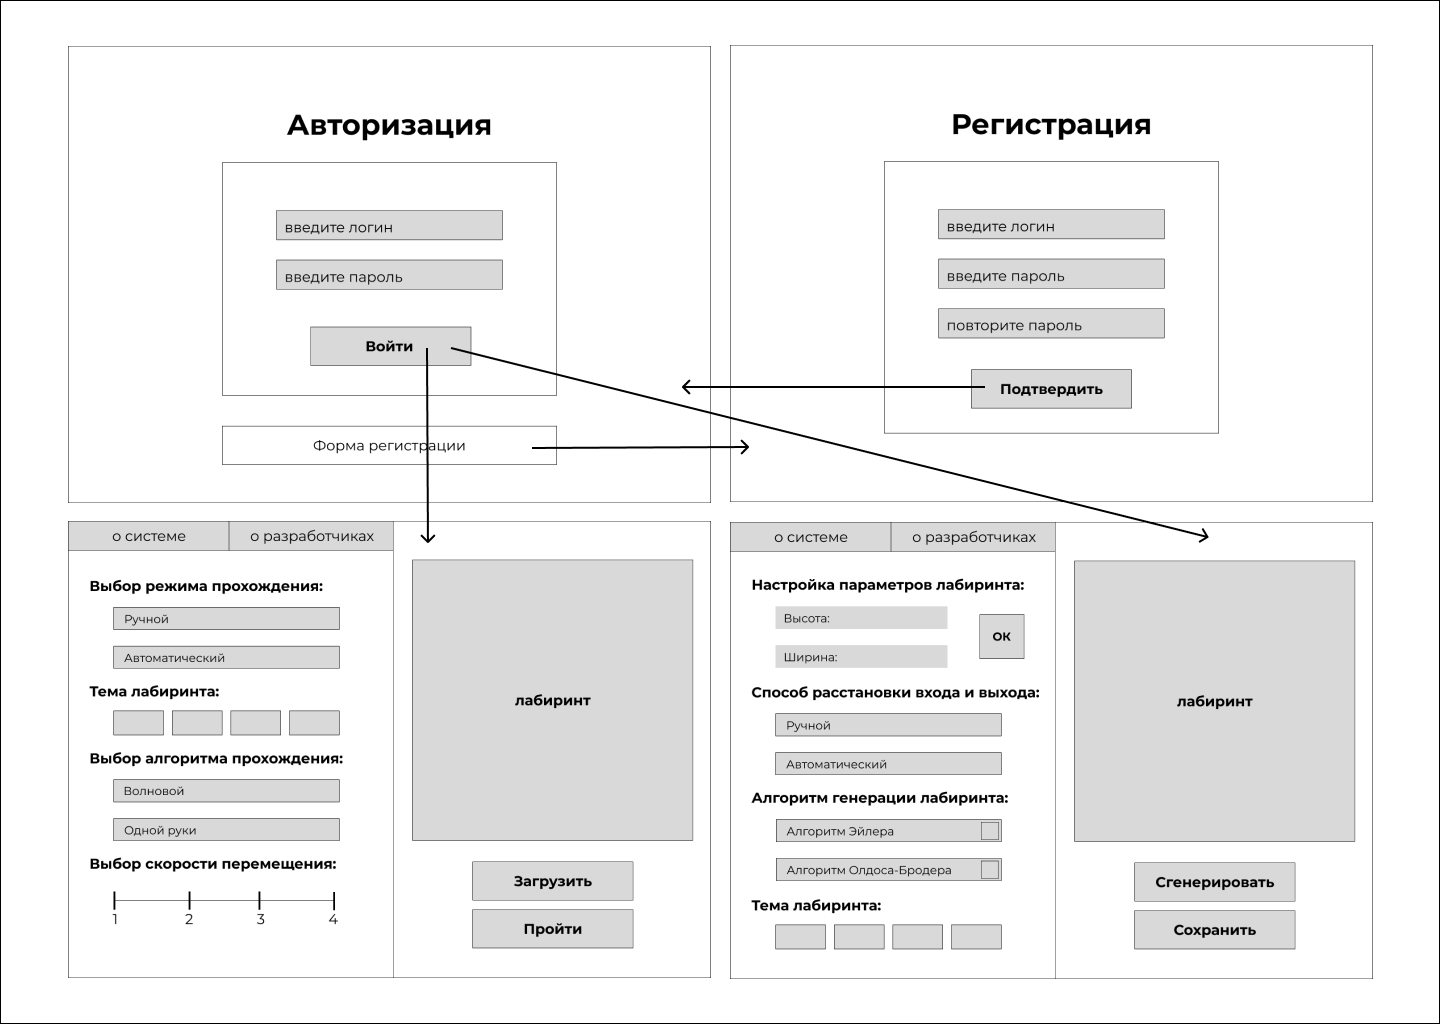 Авторизация
введите логин
введите пароль
Войти
Форма регистрации
Регистрация
введите логин
введите пароль
повторите пароль
Подтвердить
о системе
о разработчиках
Выбор режима прохождения:
Ручной
Автоматический
Тема лабиринта:
Выбор алгоритма прохождения:
Волновой
Одной руки
Выбор скорости перемещения:
1 2 3 4
лабиринт
Загрузить
Пройти
о системе
о разработчиках
Настройка параметров лабиринта:
Высота:
Ширина:
ОК
Способ расстановки входа и выхода:
Ручной
Автоматический
Алгоритм генерации лабиринта:
Алгоритм Эйлера
Алгоритм Олдоса-Бродера
Тема лабиринта:
лабиринт
Сгенерировать
Сохранить